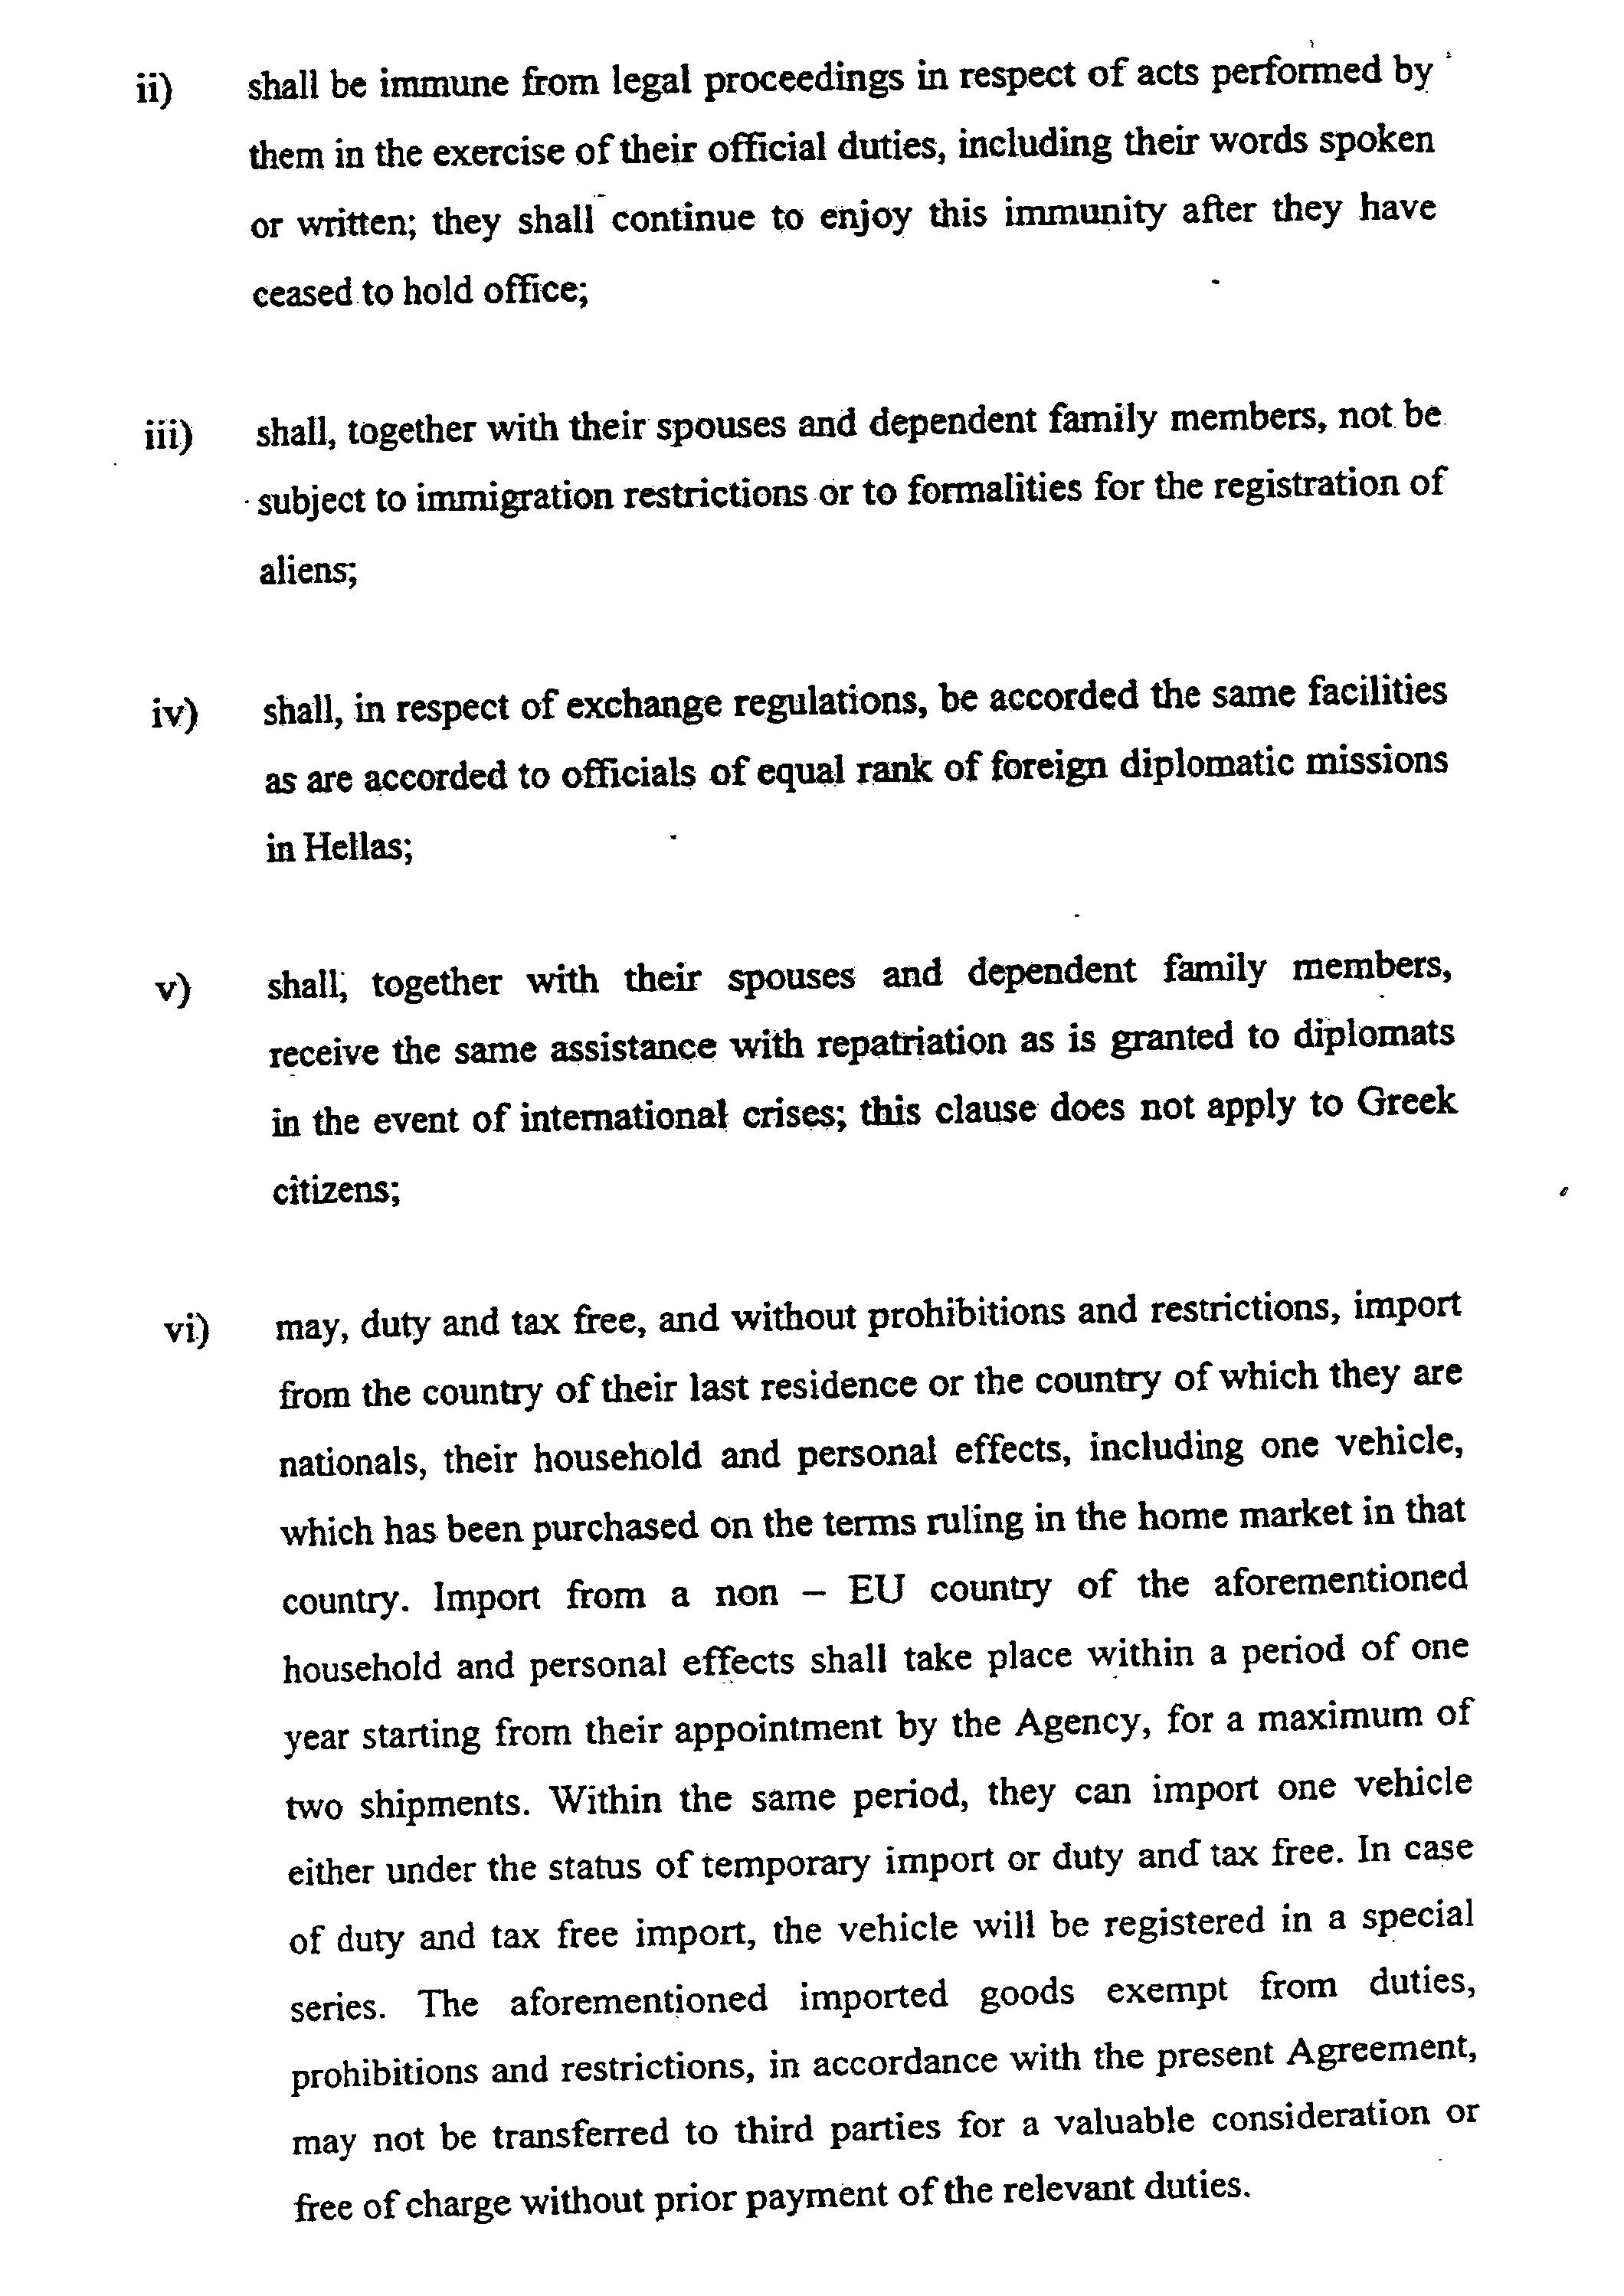 ii) shall be immune from legal proceedings in respect of acts performed by
them in the exercise of their official duties, including their words spoken
or written; they shall continue to enjoy this immunity after they have
ceased to hold office;
iii) shall, together with their spouses and dependent family members, not be
subject to immigration restrictions or to formalities for the registration of
aliens;
iv) shall, in respect of exchange regulations, be accorded the same facilities
as are accorded to officials of equal rank of foreign diplomatic missions
in Hellas;
v) shall, together with their spouses and dependent family members,
receive the same assistance with repatriation as is granted to diplomats
in the event of international crises; this clause does not apply to Greek
citizens;
vi) may, duty and tax free, and without prohibitions and restrictions, import
from the country of their last residence or the country of which they are
nationals, their household and personal effects, including one vehicle,
which has been purchased on the terms ruling in the home market in that
country. Import from a non – EU country of the aforementioned
household and personal effects shall take place within a period of one
year starting from their appointment by the Agency, for a maximum of
two shipments. Within the same period, they can import one vehicle
either under the status of temporary import or duty and tax free. In case
of duty and tax free import, the vehicle will be registered in a special
series. The aforementioned imported goods exempt from duties,
prohibitions and restrictions, in accordance with the present Agreement,
may not be transferred to third parties for a valuable consideration or
free of charge without prior payment of the relevant duties.